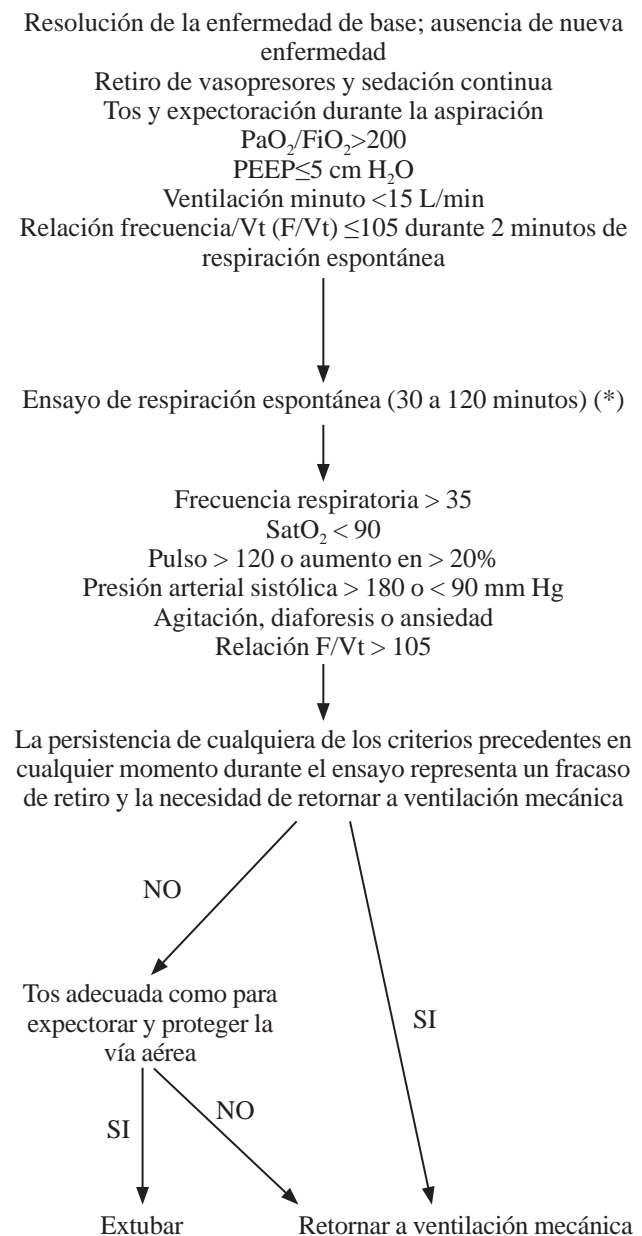 Resolución de la enfermedad de base; ausencia de nueva
enfermedad
Retiro de vasopresores y sedación continua
Tos y expectoración durante la aspiración
PaO₂/FiO₂>200
PEEP≤5 cm H₂O
Ventilación minuto <15 L/min
Relación frecuencia/Vt (F/Vt) ≤105 durante 2 minutos de
respiración espontánea
Ensayo de respiración espontánea (30 a 120 minutos) (*)
Frecuencia respiratoria > 35
SatO₂ < 90
Pulso > 120 o aumento en > 20%
Presión arterial sistólica > 180 o < 90 mm Hg
Agitación, diaforesis o ansiedad
Relación F/Vt > 105
La persistencia de cualquiera de los criterios precedentes en
cualquier momento durante el ensayo representa un fracaso
de retiro y la necesidad de retornar a ventilación mecánica
NO
Tos adecuada como para
expectorar y proteger la
vía aérea
SI
NO
SI
Extubar
Retornar a ventilación mecánica